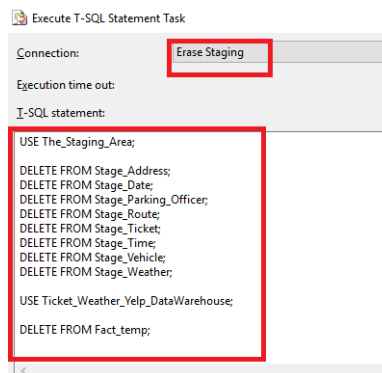 Execute T-SQL Statement Task
Connection:
Erase Staging
Execution time out:
T-SQL statement:
USE The_Staging_Area;
DELETE FROM Stage_Address;
DELETE FROM Stage_Date;
DELETE FROM Stage_Parking_Officer;
DELETE FROM Stage_Route;
DELETE FROM Stage_Ticket;
DELETE FROM Stage_Time;
DELETE FROM Stage_Vehicle;
DELETE FROM Stage_Weather;
USE Ticket_Weather_Yelp_DataWarehouse;
DELETE FROM Fact_temp;